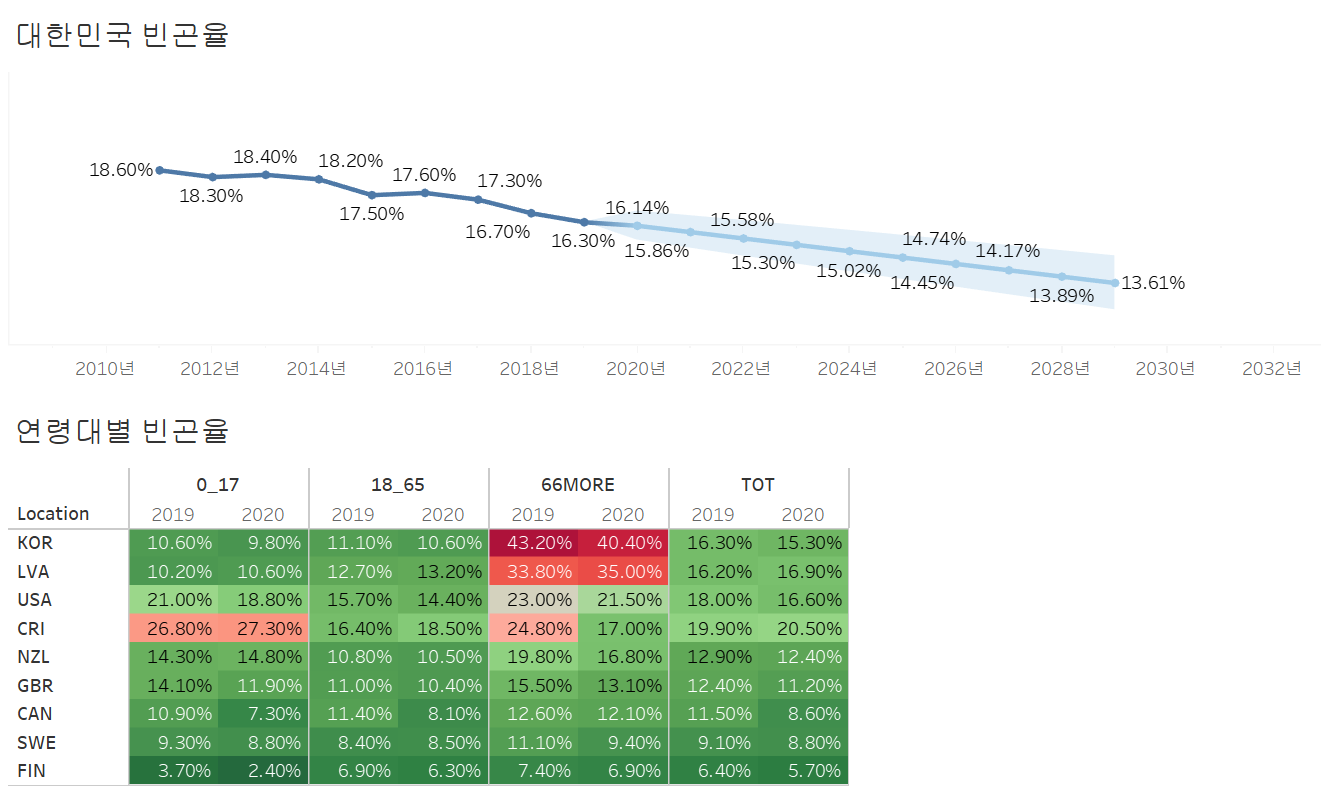 대한민국 빈곤율
18.60%
18.30%
18.40%
18.20%
17.50%
17.60%
17.30%
16.70%
16.30%
16.14%
15.86%
15.58%
15.30%
15.02%
14.74%
14.45%
14.17%
13.89%
13.61%
2010년 2012년 2014년 2016년 2018년 2020년 2022년 2024년 2026년 2028년 2030년 2032년
연령대별 빈곤율
0_17 18_65 66MORE TOT
Location 2019 2020 2019 2020 2019 2020 2019 2020
KOR 10.60% 9.80% 11.10% 10.60% 43.20% 40.40% 16.30% 15.30%
LVA 10.20% 10.60% 12.70% 13.20% 33.80% 35.00% 16.20% 16.90%
USA 21.00% 18.80% 15.70% 14.40% 23.00% 21.50% 18.00% 16.60%
CRI 26.80% 27.30% 16.40% 18.50% 24.80% 17.00% 19.90% 20.50%
NZL 14.30% 14.80% 10.80% 10.50% 19.80% 16.80% 12.90% 12.40%
GBR 14.10% 11.90% 11.00% 10.40% 15.50% 13.10% 12.40% 11.20%
CAN 10.90% 7.30% 11.40% 8.10% 12.60% 12.10% 11.50% 8.60%
SWE 9.30% 8.80% 8.40% 8.50% 11.10% 9.40% 9.10% 8.80%
FIN 3.70% 2.40% 6.90% 6.30% 7.40% 6.90% 6.40% 5.70%